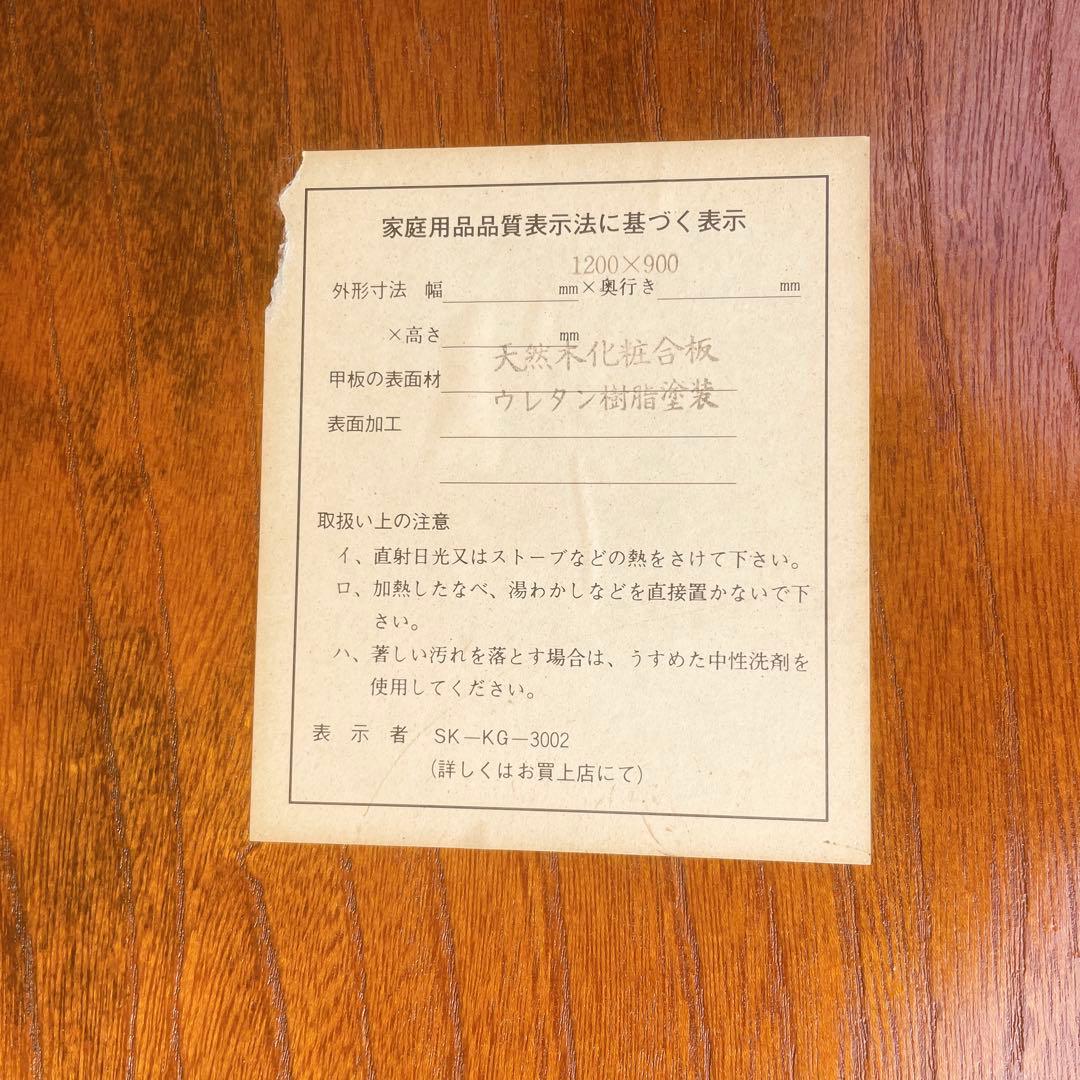 家庭用品品質表示法に基づく表示
1200×900
外形寸法 幅 mm×奥行き mm
×高さ mm
天然木化粧合板
甲板の表面材
ウレタン樹脂塗装
表面加工
取扱い上の注意
イ、直射日光又はストーブなどの熱をさけて下さい。
ロ、加熱したなべ、湯わかしなどを直接置かないで下
さい。
ハ、著しい汚れを落とす場合は、うすめた中性洗剤を
使用してください。
表示者 SK-KG-3002
(詳しくはお買上店にて)